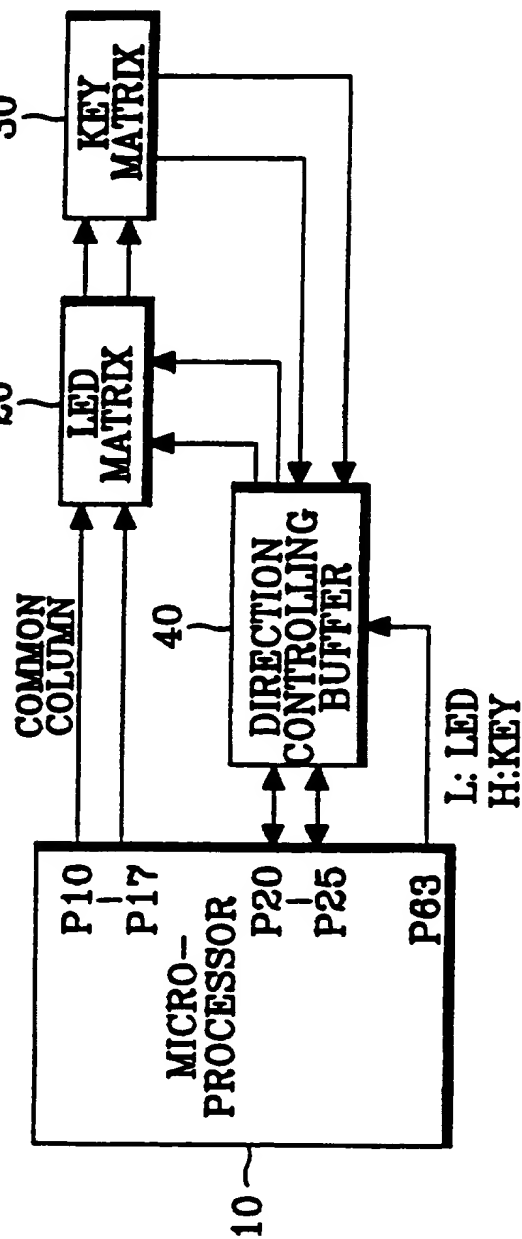 10
MICRO-
PROCESSOR
P10
P17
P20
P25
P63
COMMON
COLUMN
L: LED
H:KEY
40
DIRECTION
CONTROLLING
BUFFER
20
LED
MATRIX
30
KEY
MATRIX